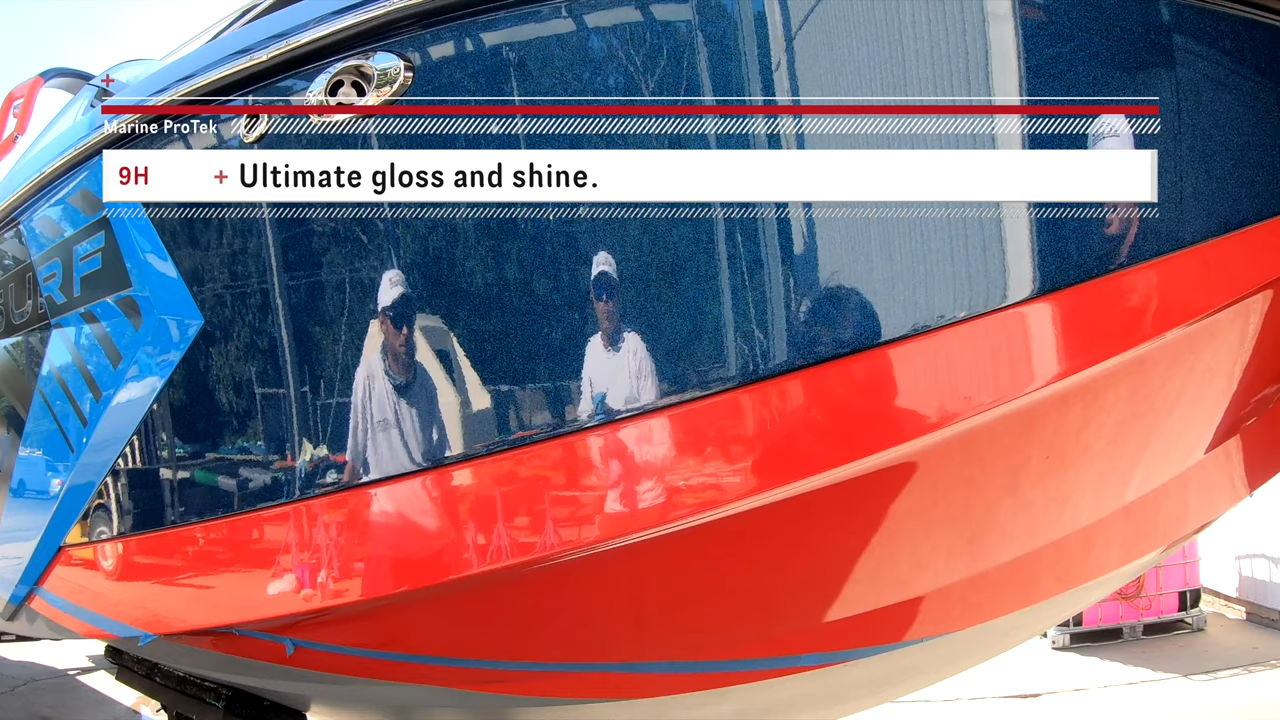 Marine ProTek
9H + Ultimate gloss and shine.
SURF